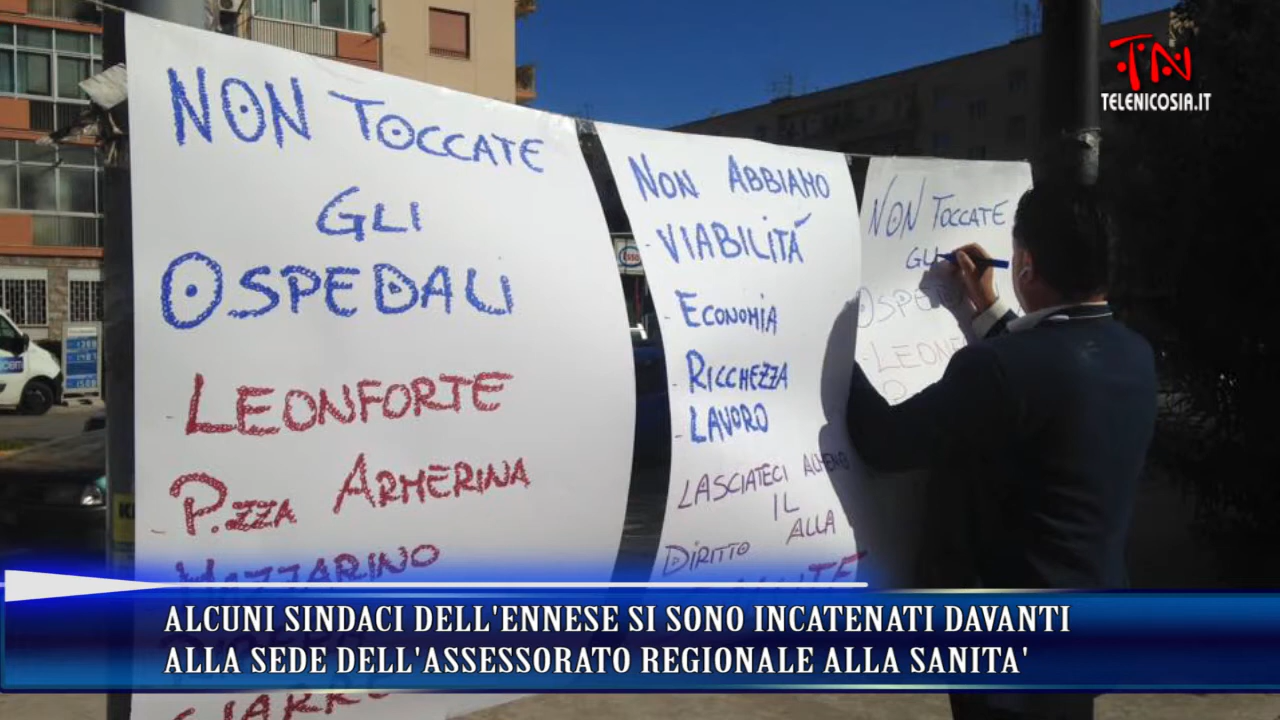 NON TOCCATE
GLI
OSPEDALI
- LEONFORTE
- P.ZZA ARMERINA
MAZZARINO
NON ABBIAMO
- VIABILITÁ
- ECONOMIA
- RICCHEZZA
- LAVORO
LASCIATECI ALMENO
IL
DIRITTO ALLA
NON TOCCATE
GLI
TN
TELENICOSIA.IT
ALCUNI SINDACI DELL'ENNESE SI SONO INCATENATI DAVANTI
ALLA SEDE DELL'ASSESSORATO REGIONALE ALLA SANITA'